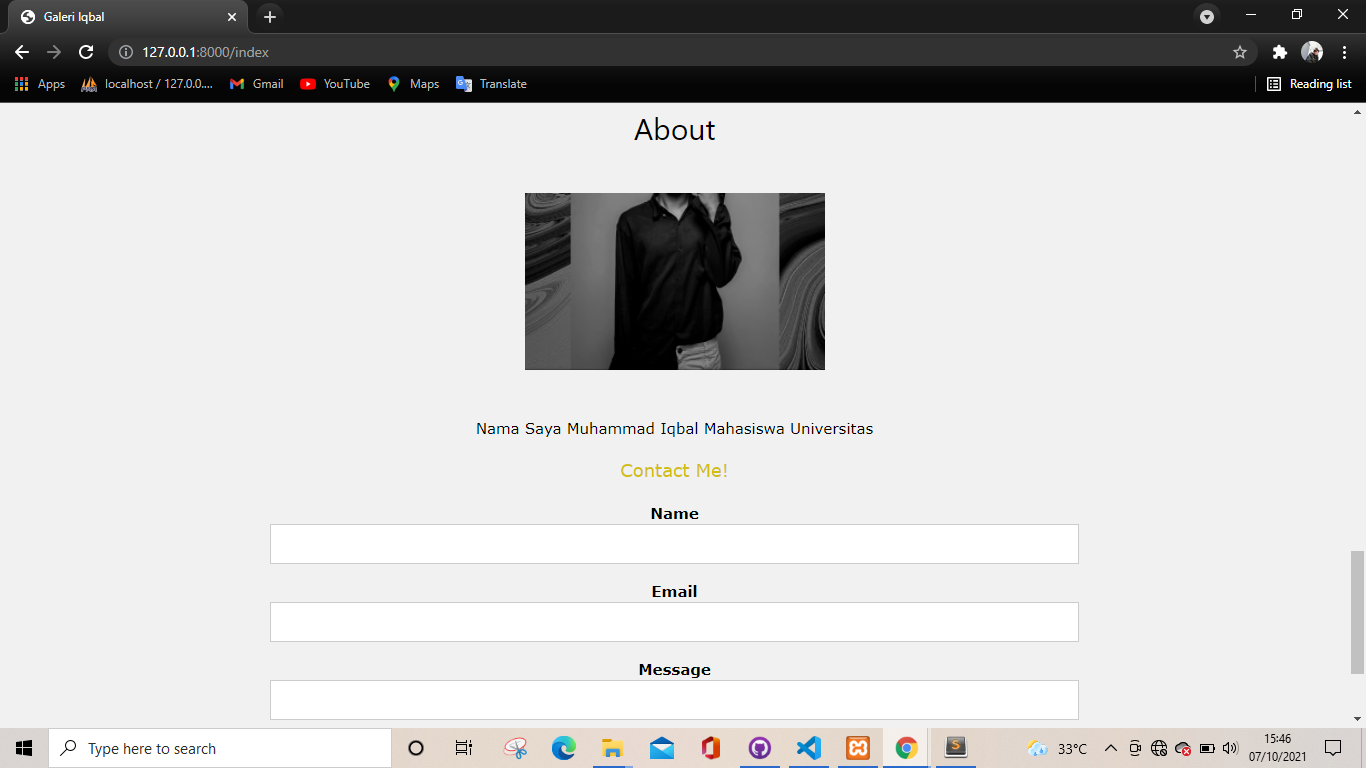 Galeri Iqbal
127.0.0.1:8000/index
Apps localhost / 127.0.0.... Gmail YouTube Maps Translate Reading list
About
Nama Saya Muhammad Iqbal Mahasiswa Universitas
Contact Me!
Name
Email
Message
Type here to search
33°C
15:46
07/10/2021